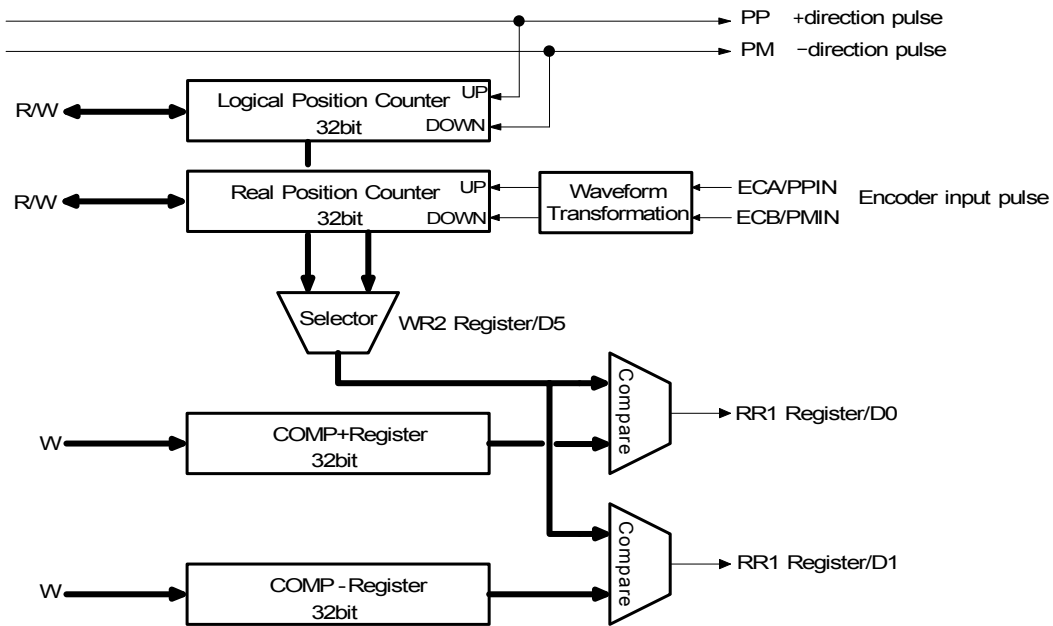 PP +direction pulse
PM -direction pulse
R/W
Logical Position Counter
32bit
UP
DOWN
R/W
Real Position Counter
32bit
UP
DOWN
Waveform
Transformation
ECA/PPIN
ECB/PMIN
Encoder input pulse
Selector
WR2 Register/D5
Compare
RR1 Register/D0
W
COMP+Register
32bit
Compare
RR1 Register/D1
W
COMP-Register
32bit